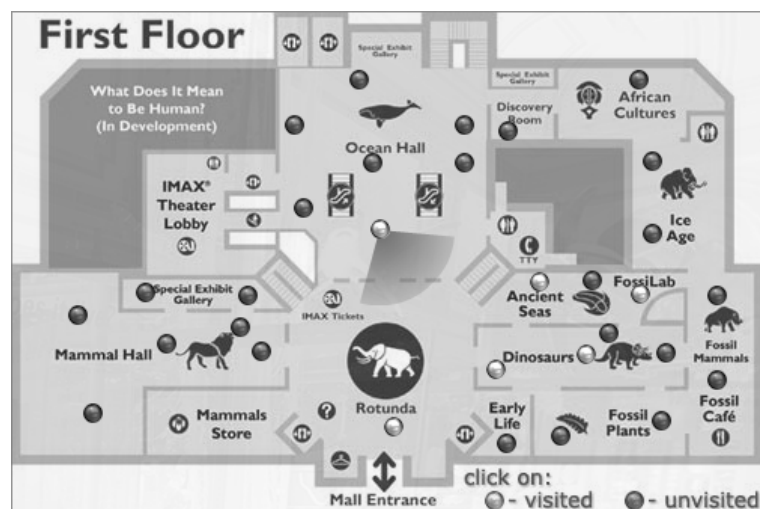 First Floor
Special Exhibit
Gallery
What Does It Mean
to Be Human?
(In Development)
Special Exhibit
Gallery
Discovery
Room
African
Cultures
Ocean Hall
IMAX®
Theater
Lobby
Ice
Age
TTY
Special Exhibit
Gallery
IMAX Tickets
Ancient
Seas
FossiLab
Mammal Hall
Dinosaurs
Fossil
Mammals
Rotunda
?
Mammals
Store
Early
Life
Fossil
Plants
Fossil
Café
Mall Entrance
click on:
- visited
- unvisited